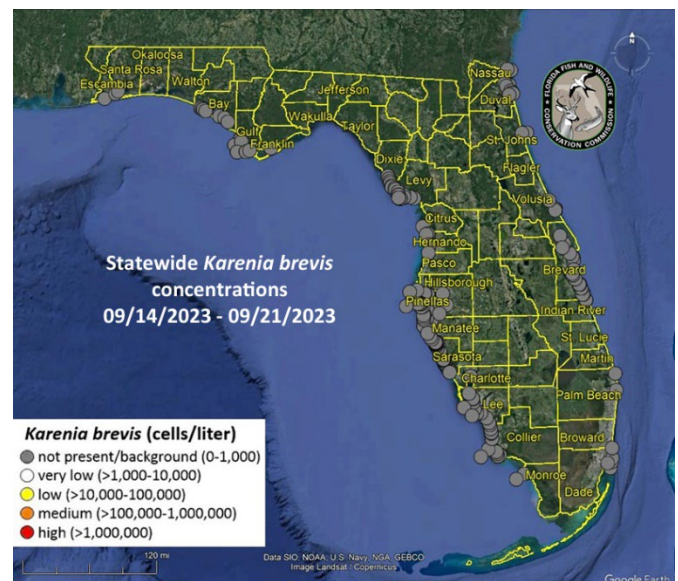 Okaloosa
Santa Rosa
Escambia
Walton
Bay
Gulf
Franklin
Jefferson
Wakulla
Taylor
Dixie
Levy
Nassau
Duval
St. Johns
Flagler
Volusia
Citrus
Hernando
Pasco
Hillsborough
Pinellas
Manatee
Sarasota
Charlotte
Lee
Collier
Monroe
Brevard
Indian River
St. Lucie
Martin
Palm Beach
Broward
Dade
N
FLORIDA FISH AND WILDLIFE
CONSERVATION COMMISSION
Statewide Karenia brevis
concentrations
09/14/2023 - 09/21/2023
Karenia brevis (cells/liter)
not present/background (0-1,000)
very low (>1,000-10,000)
low (>10,000-100,000)
medium (>100,000-1,000,000)
high (>1,000,000)
120 mi
Data SIO, NOAA, U.S. Navy, NGA, GEBCO
Image Landsat / Copernicus
Google Earth